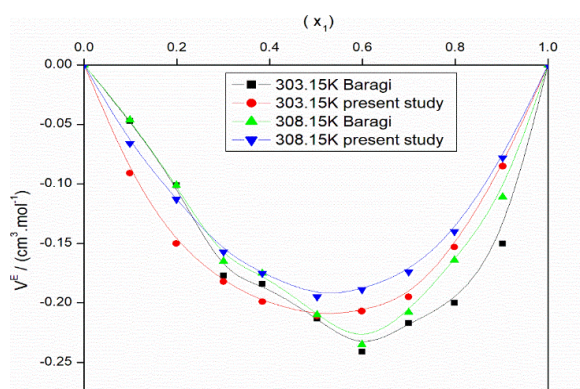 ( x₁)
0.0 0.2 0.4 0.6 0.8 1.0
0.00
303.15K Baragi
303.15K present study
308.15K Baragi
308.15K present study
-0.05
-0.10
-0.15
-0.20
-0.25
Vᴱ / (cm³.mol⁻¹)